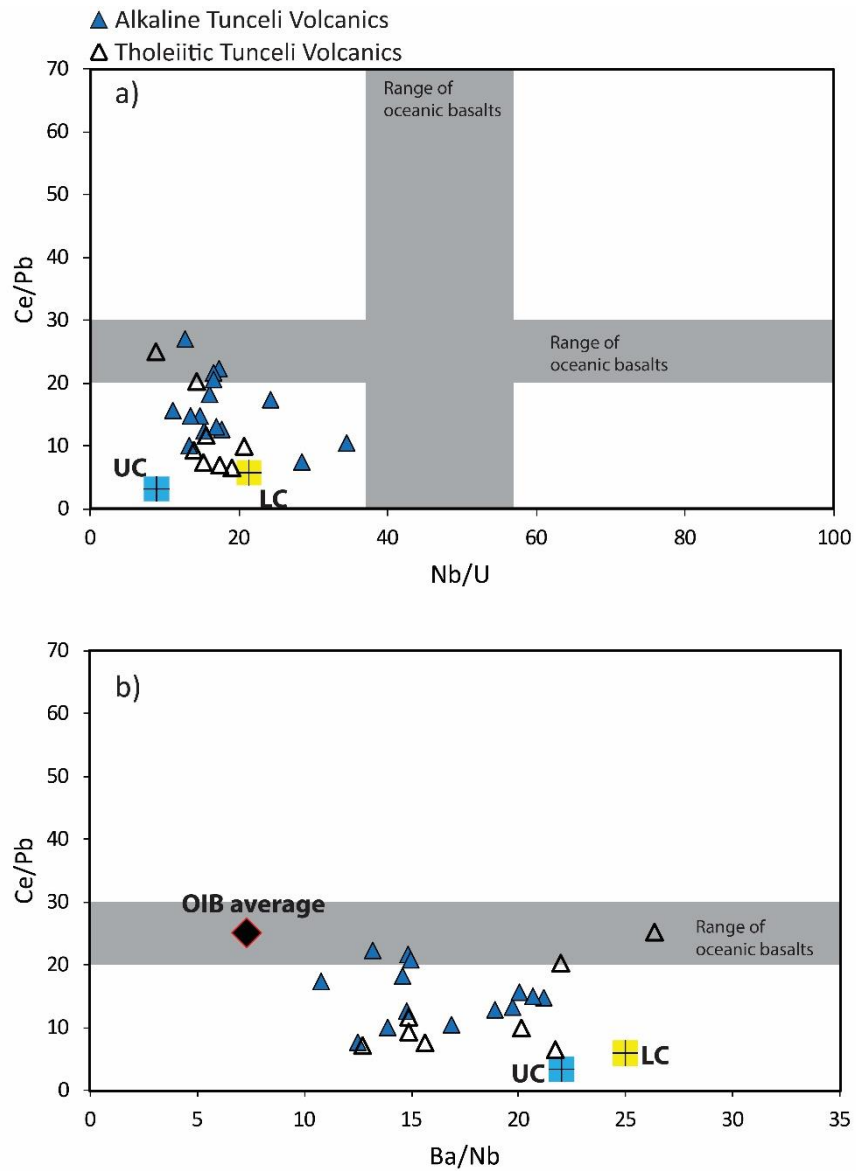 Alkaline Tunceli Volcanics
Tholeiitic Tunceli Volcanics
a)
Range of
oceanic basalts
Range of
oceanic basalts
UC
LC
Ce/Pb
70
60
50
40
30
20
10
0
0 20 40 60 80 100
Nb/U
b)
OIB average
Range of
oceanic basalts
UC
LC
Ce/Pb
70
60
50
40
30
20
10
0
0 5 10 15 20 25 30 35
Ba/Nb